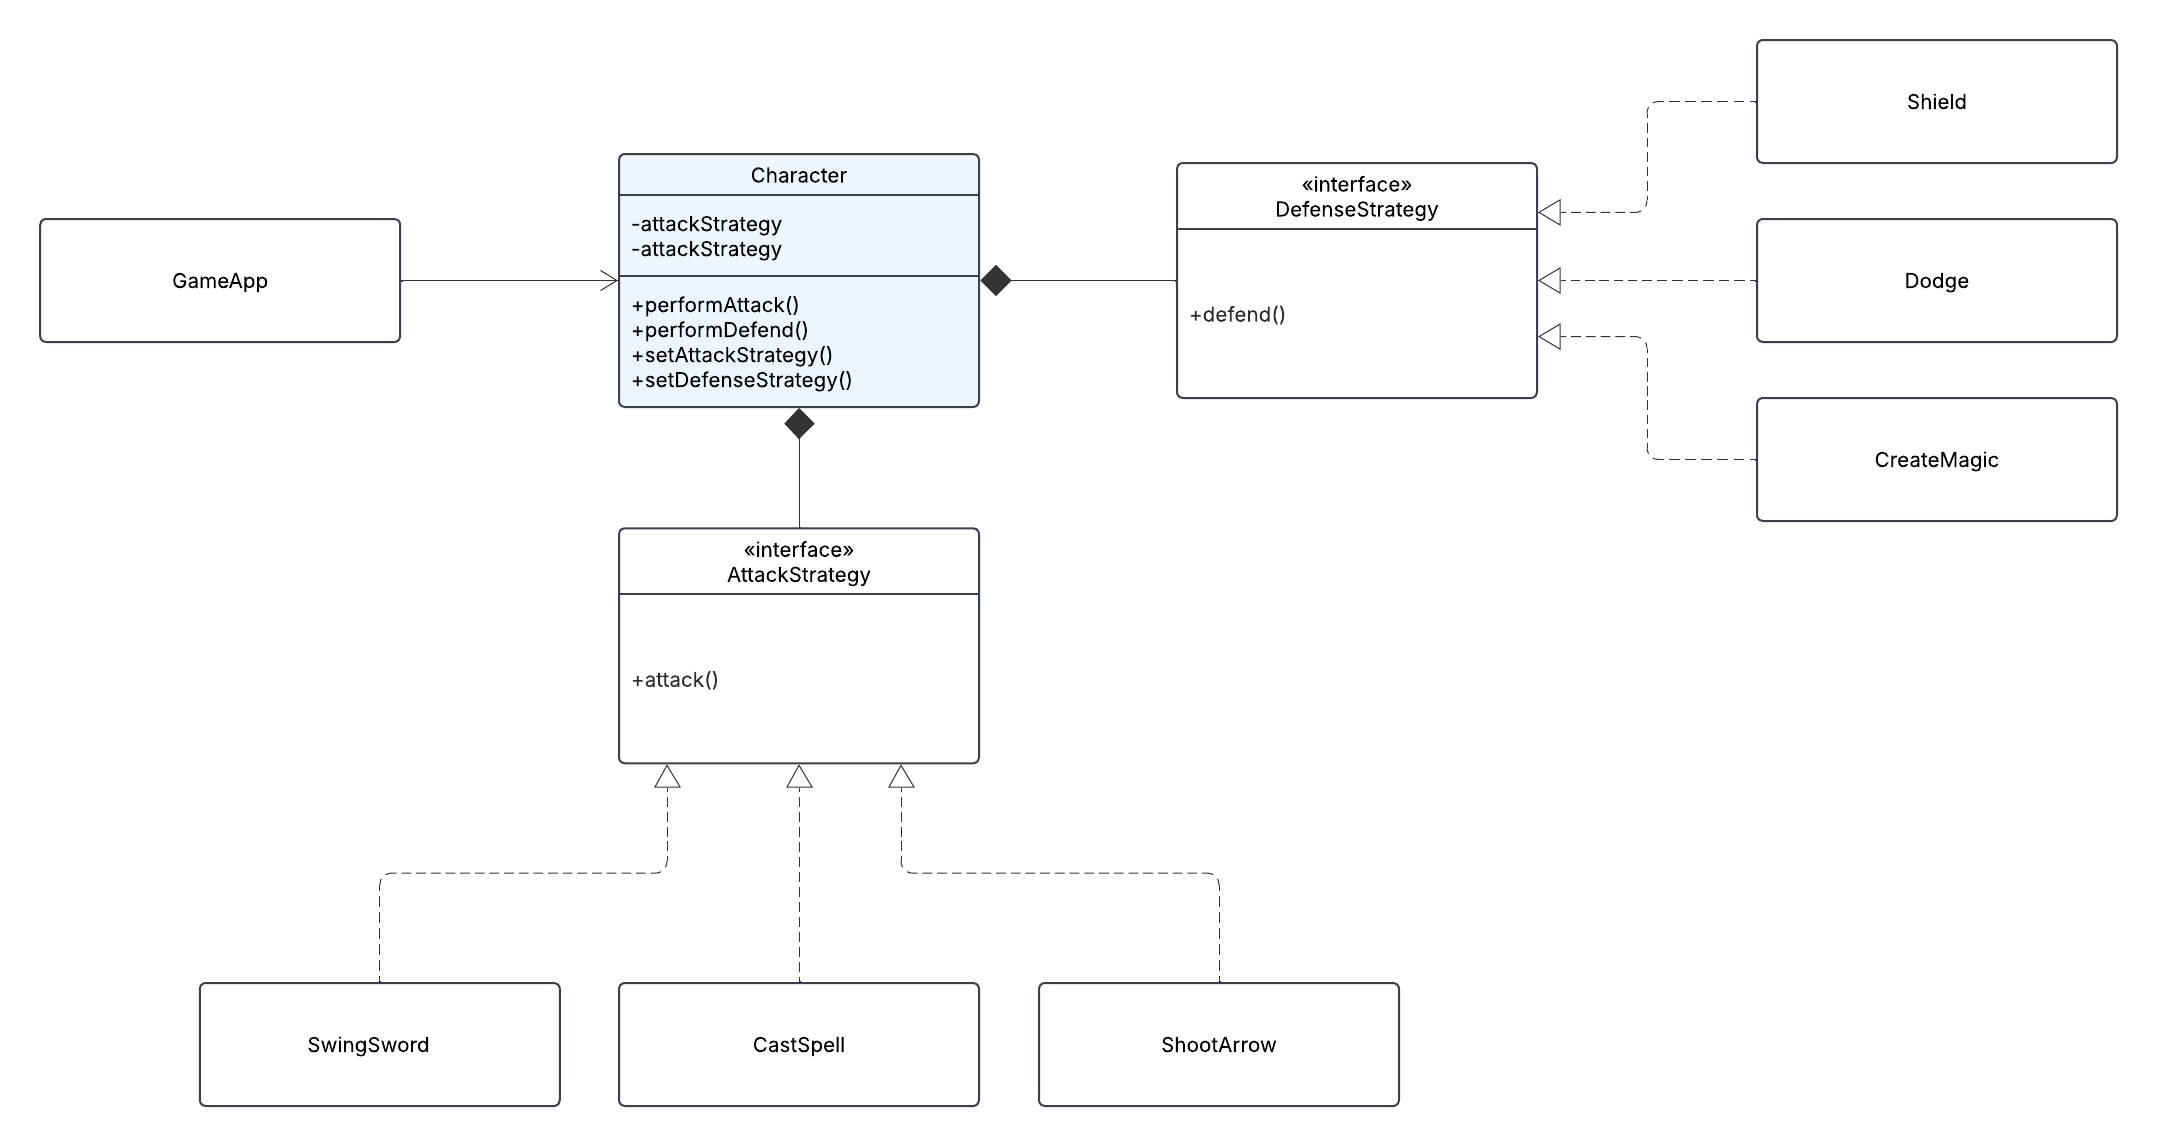 GameApp
Character
-attackStrategy
-attackStrategy
+performAttack()
+performDefend()
+setAttackStrategy()
+setDefenseStrategy()
«interface»
DefenseStrategy
+defend()
Shield
Dodge
CreateMagic
«interface»
AttackStrategy
+attack()
SwingSword
CastSpell
ShootArrow